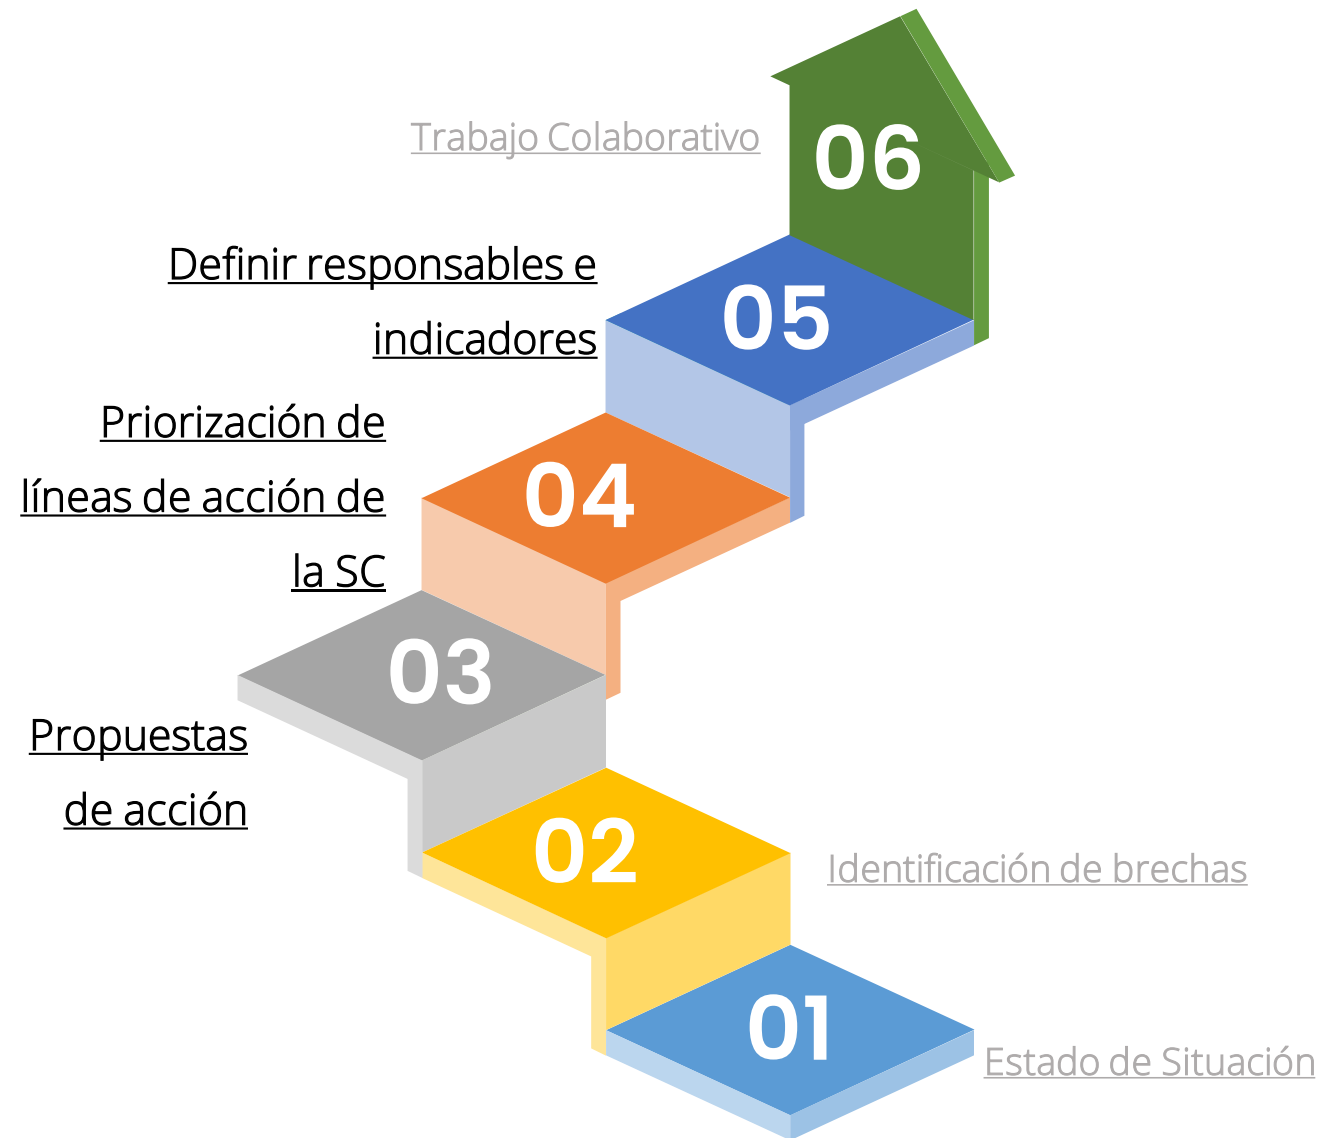 Trabajo Colaborativo
06
Definir responsables e
indicadores
05
Priorización de
líneas de acción de
la SC
04
03
Propuestas
de acción
02
Identificación de brechas
01
Estado de Situación